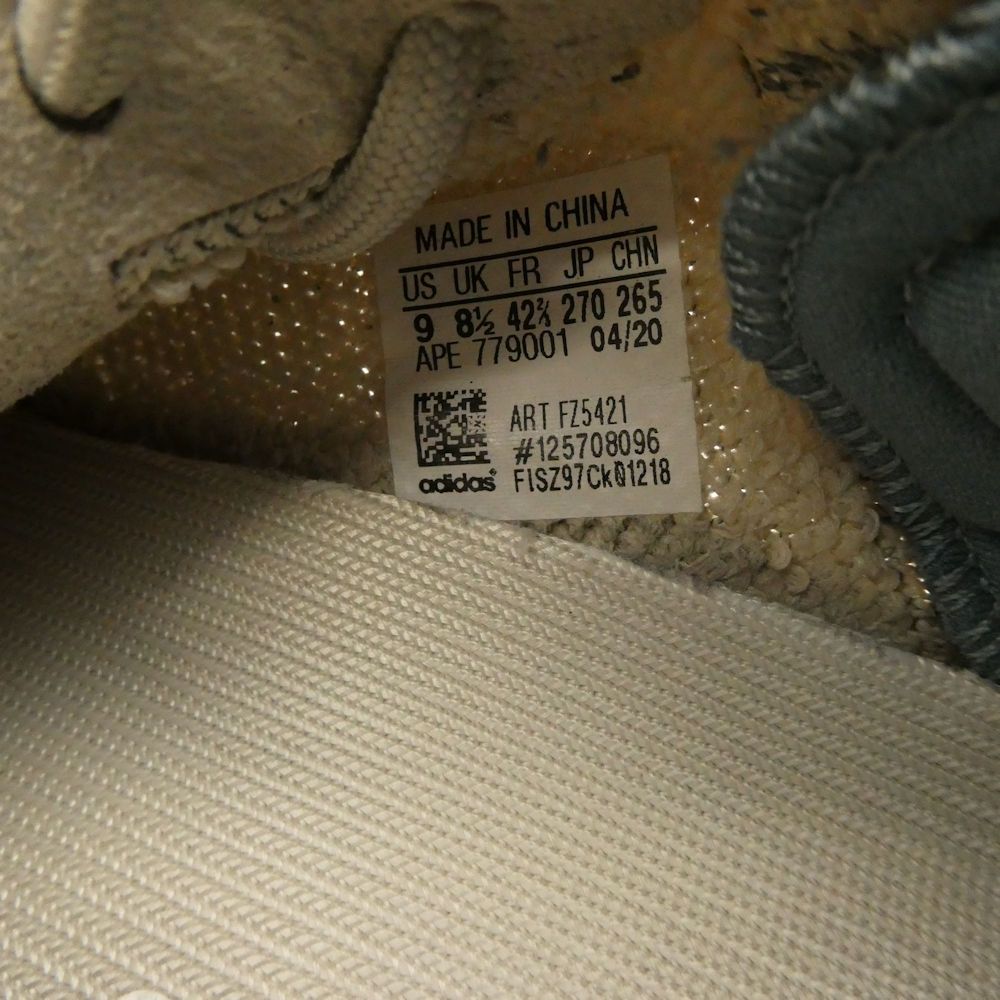 MADE IN CHINA
US UK FR JP CHN
9 8½ 42⅔ 270 265
APE 779001 04/20
ART FZ5421
#125708096
adidas® F1SZ97Ck01218